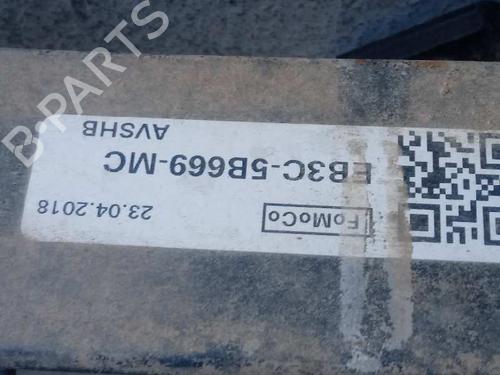 FoMoCo
23.04.2018
EB3C-5B669-MC
AVSHB
B-PARTS